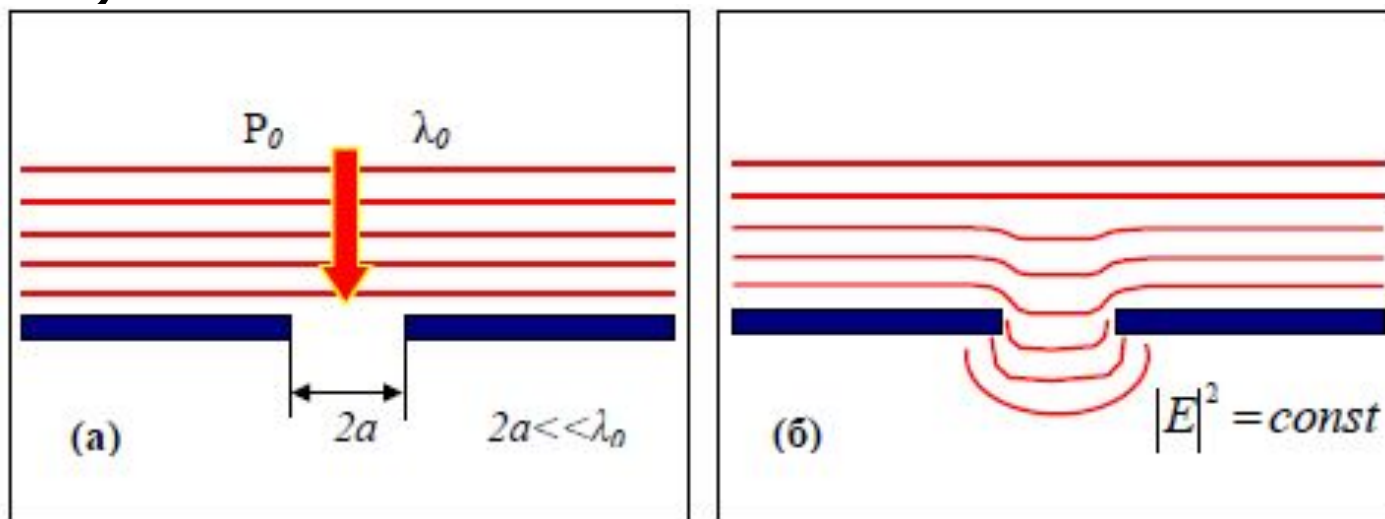 P₀ λ₀
(а) 2a 2a<<λ₀
(б) |E|² = const